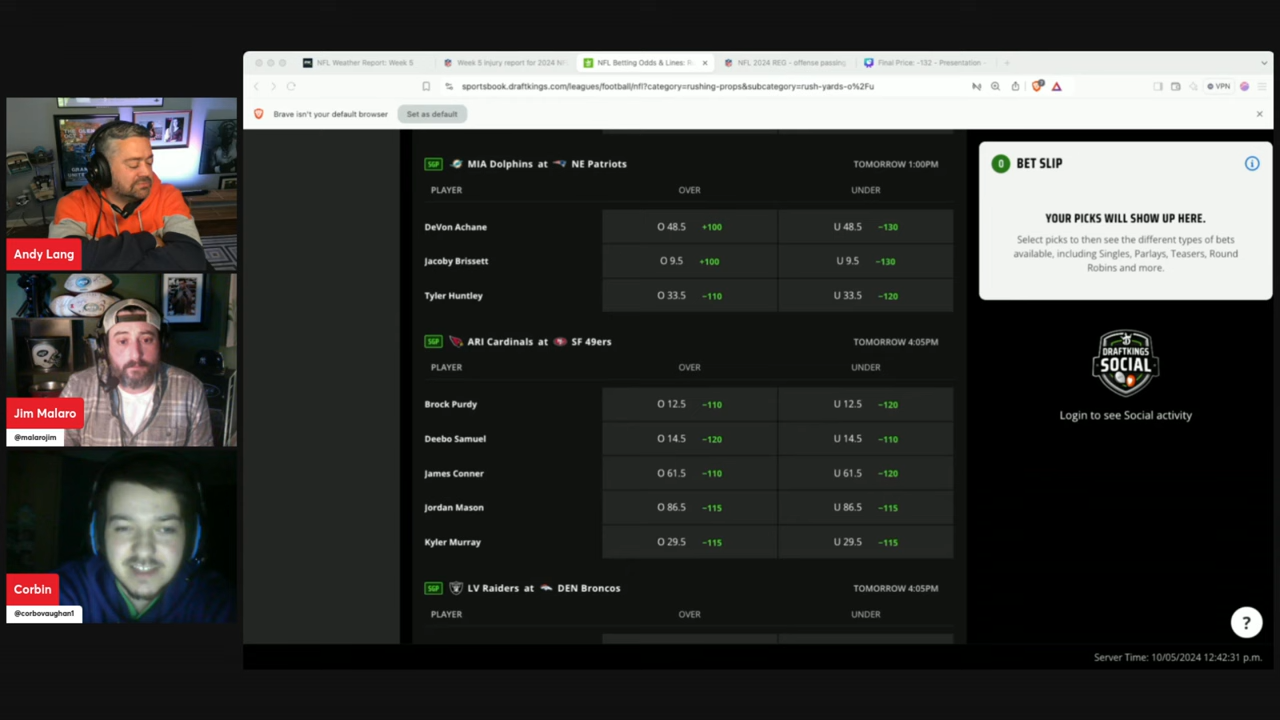 NFL Weather Report: Week 5
Week 5 injury report for 2024 N
NFL Betting Odds & Lines: R
NFL 2024 REG - offense passing
Final Price: -132 - Presentation
sportsbook.draftkings.com/leagues/football/nfl?category=rushing-props&subcategory=rush-yards-o%2Fu
VPN
Brave isn't your default browser
Set as default
SGP MIA Dolphins at NE Patriots TOMORROW 1:00PM
PLAYER OVER UNDER
DeVon Achane O 48.5 +100 U 48.5 −130
Jacoby Brissett O 9.5 +100 U 9.5 −130
Tyler Huntley O 33.5 −110 U 33.5 −120
SGP ARI Cardinals at SF 49ers TOMORROW 4:05PM
PLAYER OVER UNDER
Brock Purdy O 12.5 −110 U 12.5 −120
Deebo Samuel O 14.5 −120 U 14.5 −110
James Conner O 61.5 −110 U 61.5 −120
Jordan Mason O 86.5 −115 U 86.5 −115
Kyler Murray O 29.5 −115 U 29.5 −115
SGP LV Raiders at DEN Broncos TOMORROW 4:05PM
PLAYER OVER UNDER
0 BET SLIP
YOUR PICKS WILL SHOW UP HERE.
Select picks to then see the different types of bets
available, including Singles, Parlays, Teasers, Round
Robins and more.
DRAFTKINGS
SOCIAL
Login to see Social activity
?
Server Time: 10/05/2024 12:42:31 p.m.
Andy Lang
Jim Malaro
@malarojim
Corbin
@corbovaughan1